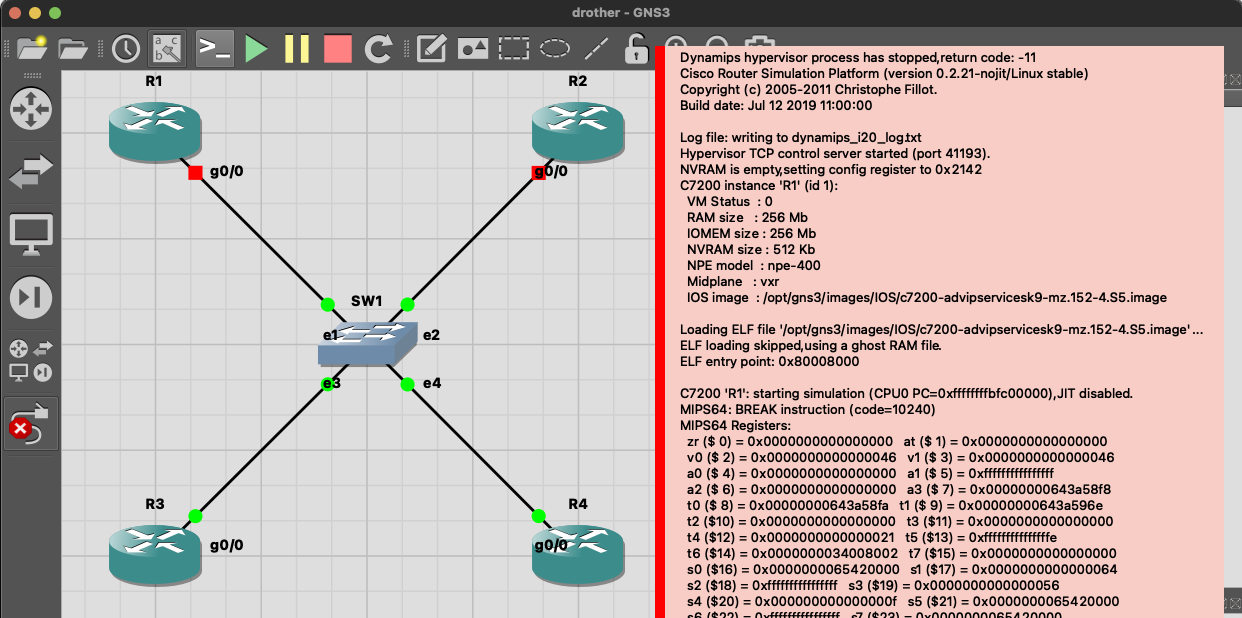 drother - GNS3
R1
R2
g0/0
g0/0
SW1
e1
e2
e3
e4
R3
R4
g0/0
g0/0
Dynamips hypervisor process has stopped,return code: -11
Cisco Router Simulation Platform (version 0.2.21-nojit/Linux stable)
Copyright (c) 2005-2011 Christophe Fillot.
Build date: Jul 12 2019 11:00:00
Log file: writing to dynamips_i20_log.txt
Hypervisor TCP control server started (port 41193).
NVRAM is empty,setting config register to 0x2142
C7200 instance 'R1' (id 1):
VM Status : 0
RAM size : 256 Mb
IOMEM size : 256 Mb
NVRAM size : 512 Kb
NPE model : npe-400
Midplane : vxr
IOS image : /opt/gns3/images/IOS/c7200-advipservicesk9-mz.152-4.S5.image
Loading ELF file '/opt/gns3/images/IOS/c7200-advipservicesk9-mz.152-4.S5.image'...
ELF loading skipped,using a ghost RAM file.
ELF entry point: 0x80008000
C7200 'R1': starting simulation (CPU0 PC=0xffffffffbfc00000),JIT disabled.
MIPS64: BREAK instruction (code=10240)
MIPS64 Registers:
zr ($ 0) = 0x0000000000000000 at ($ 1) = 0x0000000000000000
v0 ($ 2) = 0x0000000000000046 v1 ($ 3) = 0x0000000000000046
a0 ($ 4) = 0x0000000000000000 a1 ($ 5) = 0xffffffffffffffff
a2 ($ 6) = 0x0000000000000000 a3 ($ 7) = 0x00000000643a58f8
t0 ($ 8) = 0x00000000643a58fa t1 ($ 9) = 0x00000000643a596e
t2 ($10) = 0x0000000000000000 t3 ($11) = 0x0000000000000000
t4 ($12) = 0x0000000000000021 t5 ($13) = 0xfffffffffffffffe
t6 ($14) = 0x0000000034008002 t7 ($15) = 0x0000000000000000
s0 ($16) = 0x0000000065420000 s1 ($17) = 0x0000000000000064
s2 ($18) = 0xffffffffffffffff s3 ($19) = 0x0000000000000056
s4 ($20) = 0x000000000000000f s5 ($21) = 0x0000000065420000
s6 ($22) = 0xffffffffffffffff s7 ($23) = 0x0000000065420000